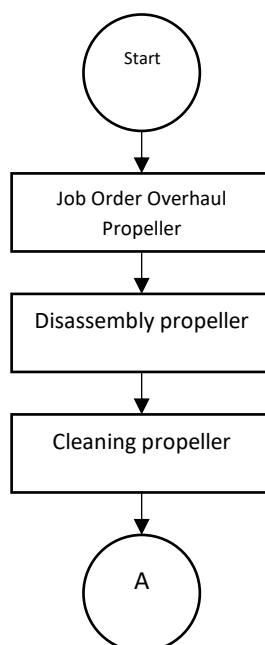 Start
Job Order Overhaul
Propeller
Disassembly propeller
Cleaning propeller
A